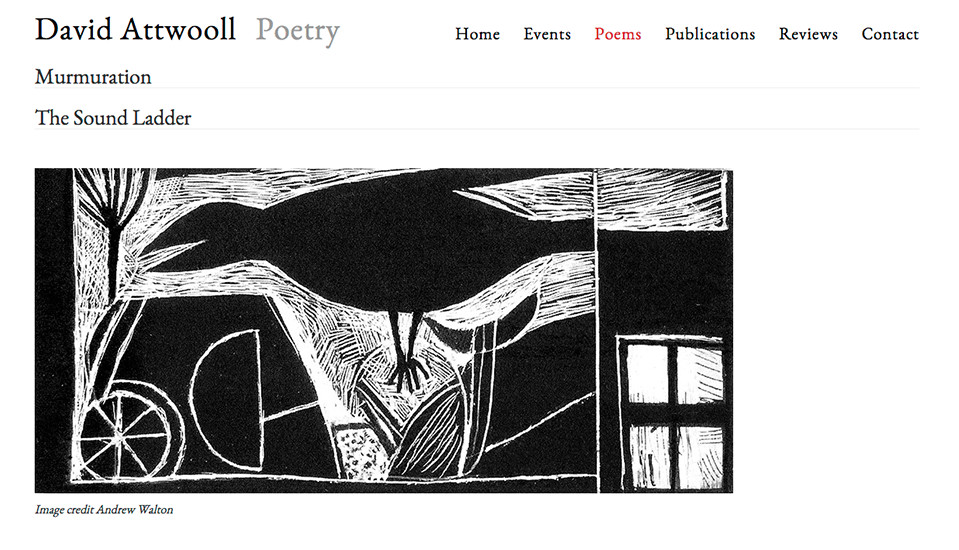 David Attwooll Poetry
Home Events Poems Publications Reviews Contact
Murmuration
The Sound Ladder
Image credit Andrew Walton